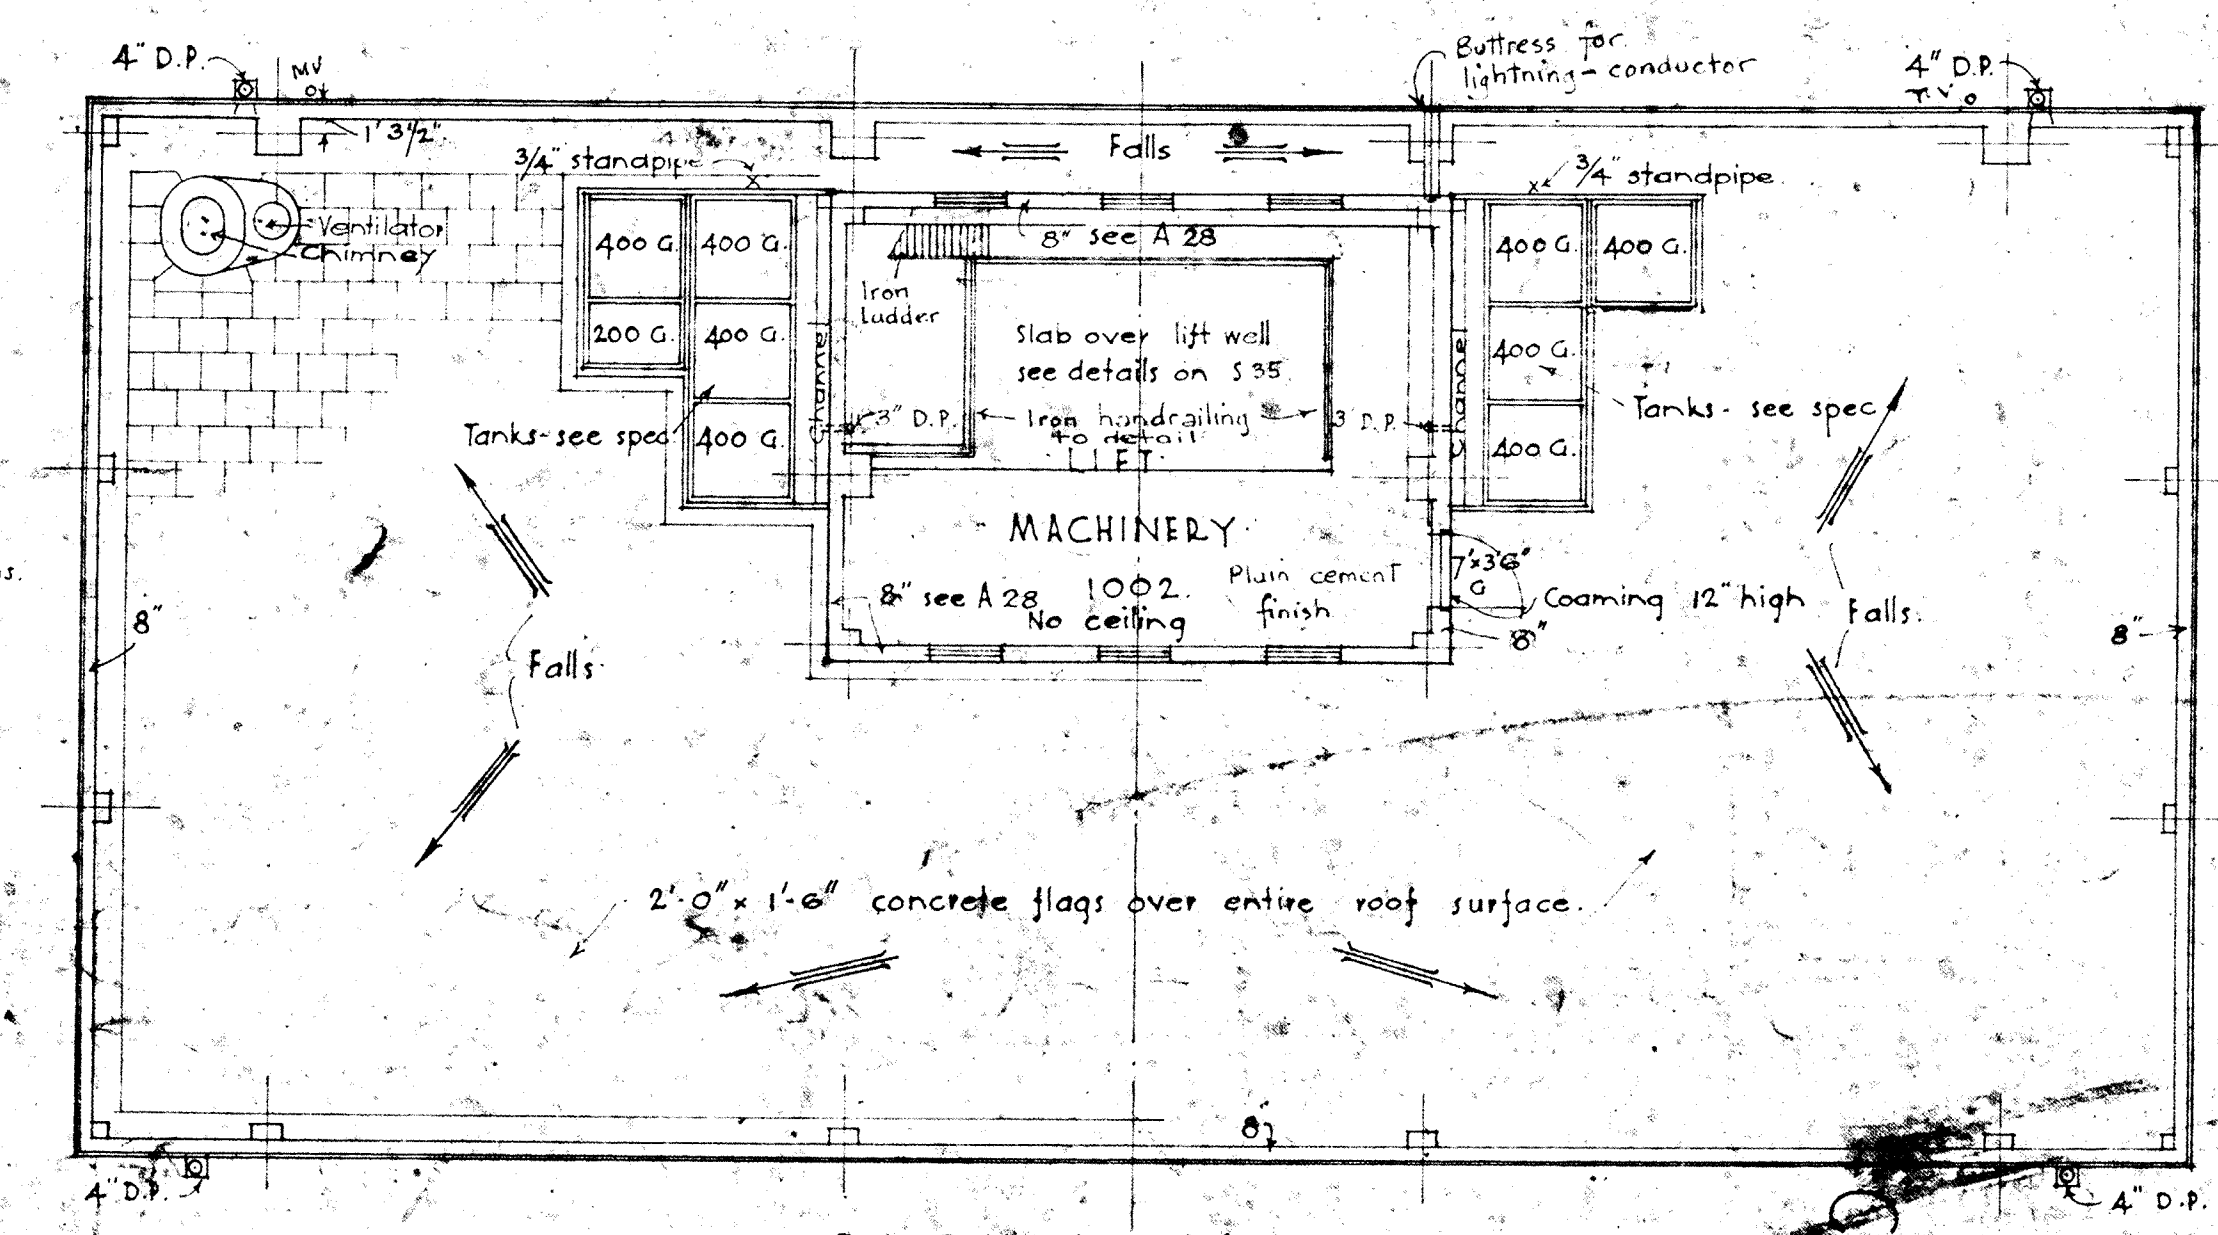 4" D.P.
MV
Buttress for
lightning-conductor
4" D.P.
T.V.
1' 3½"
Falls
3/4" standpipe
3/4" standpipe
Ventilator
Chimney
400 G.
400 G.
8" see A 28
400 G.
400 G.
Iron
Ladder
200 G.
400 G.
Slab over lift well
see details on S 35
400 G.
Channel
Channel
Tanks-see spec.
400 G.
3" D.P.
Iron handrailing
to detail
3" D.P.
400 G.
Tanks- see spec
LIFT
MACHINERY
1002.
No ceiling
Plain cement
finish
8" see A 28
7'x3'6"
G
Coaming 12" high
8"
s.
8"
Falls
Falls.
8"
2'-0" x 1'-6" concrete flags over entire roof surface.
8"
4" D.P.
4" D.P.